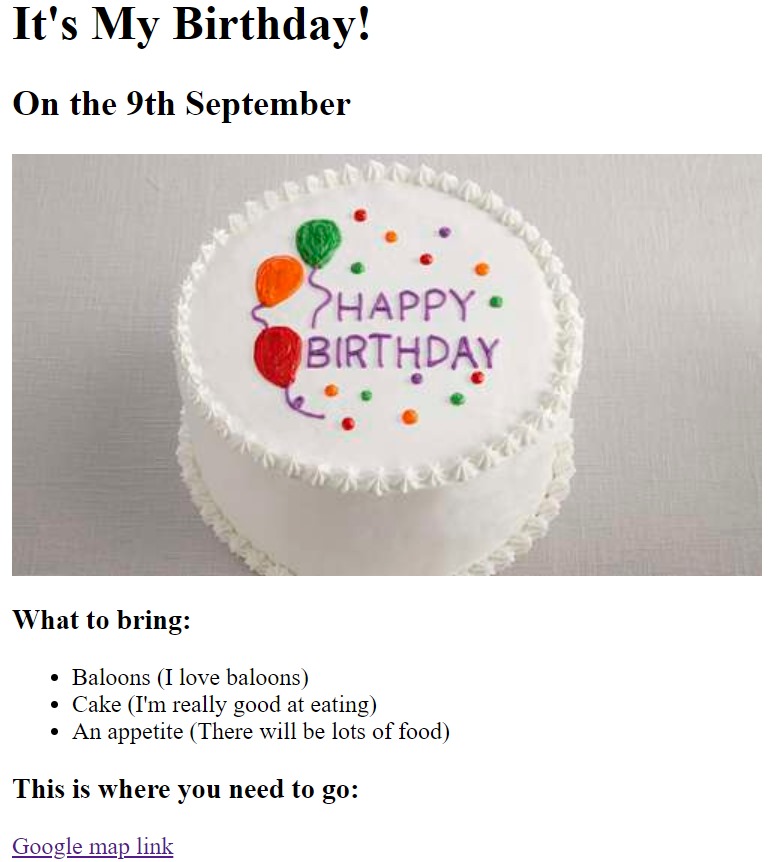 It's My Birthday!
On the 9th September
HAPPY
BIRTHDAY
What to bring:
Baloons (I love baloons)
Cake (I'm really good at eating)
An appetite (There will be lots of food)
This is where you need to go:
Google map link